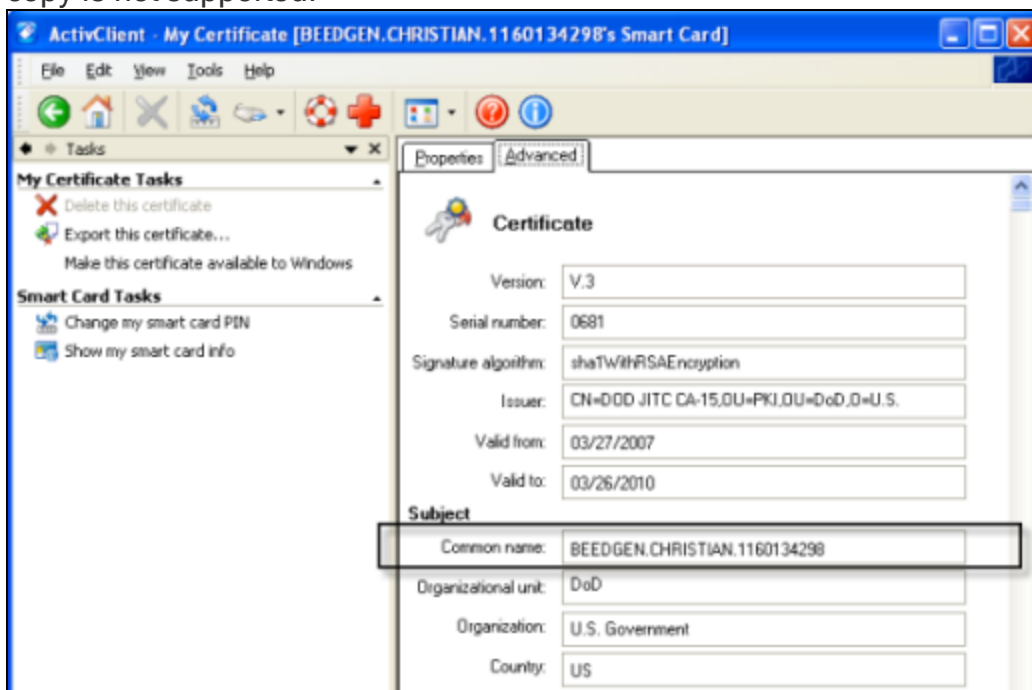 copy is not supported.
ActivClient - My Certificate [BEEDGEN.CHRISTIAN.1160134298's Smart Card]
File Edit View Tools Help
Tasks
My Certificate Tasks
Delete this certificate
Export this certificate...
Make this certificate available to Windows
Smart Card Tasks
Change my smart card PIN
Show my smart card info
Properties Advanced
Certificate
Version: V.3
Serial number: 0681
Signature algorithm: sha1WithRSAEncryption
Issuer: CN=DOD JITC CA-15,OU=PKI,OU=DoD,O=U.S.
Valid from: 03/27/2007
Valid to: 03/26/2010
Subject
Common name: BEEDGEN.CHRISTIAN.1160134298
Organizational unit: DoD
Organization: U.S. Government
Country: US